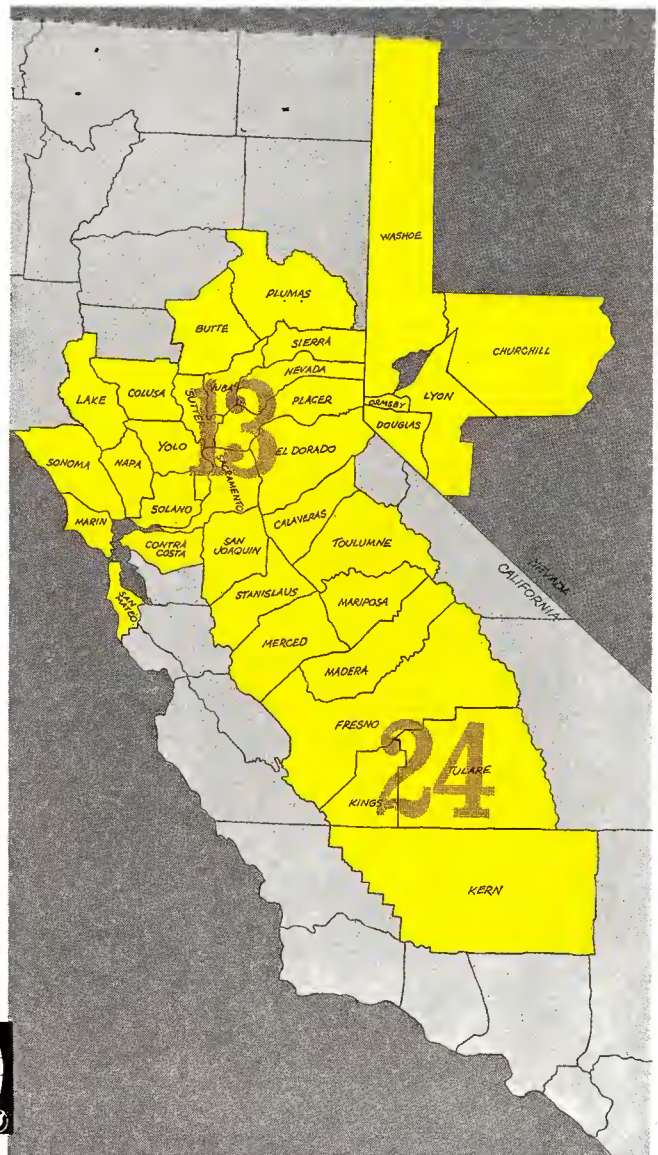 WASHOE
PLUMAS
BUTTE
SIERRA
CHURCHILL
NEVADA
LYON
LAKE
COLUSA
YUBA
PLACER
ORMSBY
SUTTER
13
DOUGLAS
YOLO
EL DORADO
SONOMA
NAPA
SACRAMENTO
SOLANO
MARIN
CALAVERAS
CONTRA
COSTA
SAN
JOAQUIN
TOULUMNE
NEVADA
CALIFORNIA
SAN
MATEO
STANISLAUS
MARIPOSA
MERCED
MADERA
FRESNO
24
TULARE
KINGS
KERN